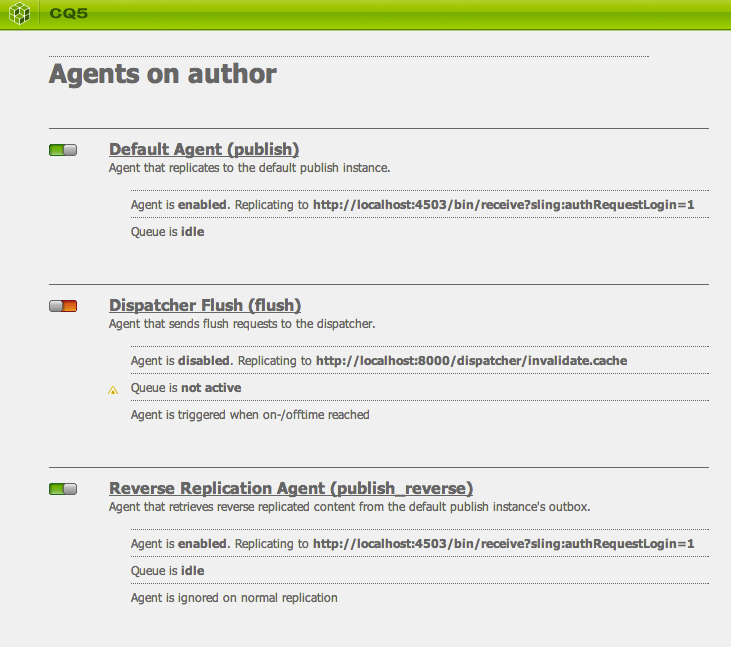 CQ5
Agents on author
Default Agent (publish)
Agent that replicates to the default publish instance.
Agent is enabled. Replicating to http://localhost:4503/bin/receive?sling:authRequestLogin=1
Queue is idle
Dispatcher Flush (flush)
Agent that sends flush requests to the dispatcher.
Agent is disabled. Replicating to http://localhost:8000/dispatcher/invalidate.cache
Queue is not active
Agent is triggered when on-/offtime reached
Reverse Replication Agent (publish_reverse)
Agent that retrieves reverse replicated content from the default publish instance's outbox.
Agent is enabled. Replicating to http://localhost:4503/bin/receive?sling:authRequestLogin=1
Queue is idle
Agent is ignored on normal replication